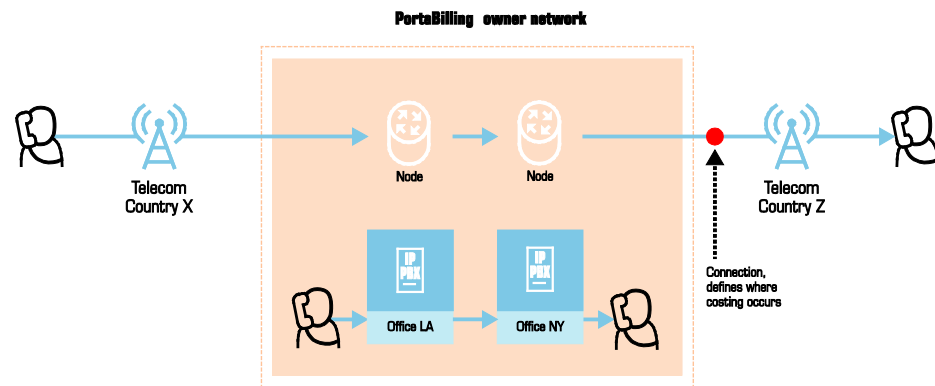 PortaBilling owner network
Telecom
Country X
Node
Node
Telecom
Country Z
IP
PBX
IP
PBX
Office LA
Office NY
Connection,
defines where
costing occurs